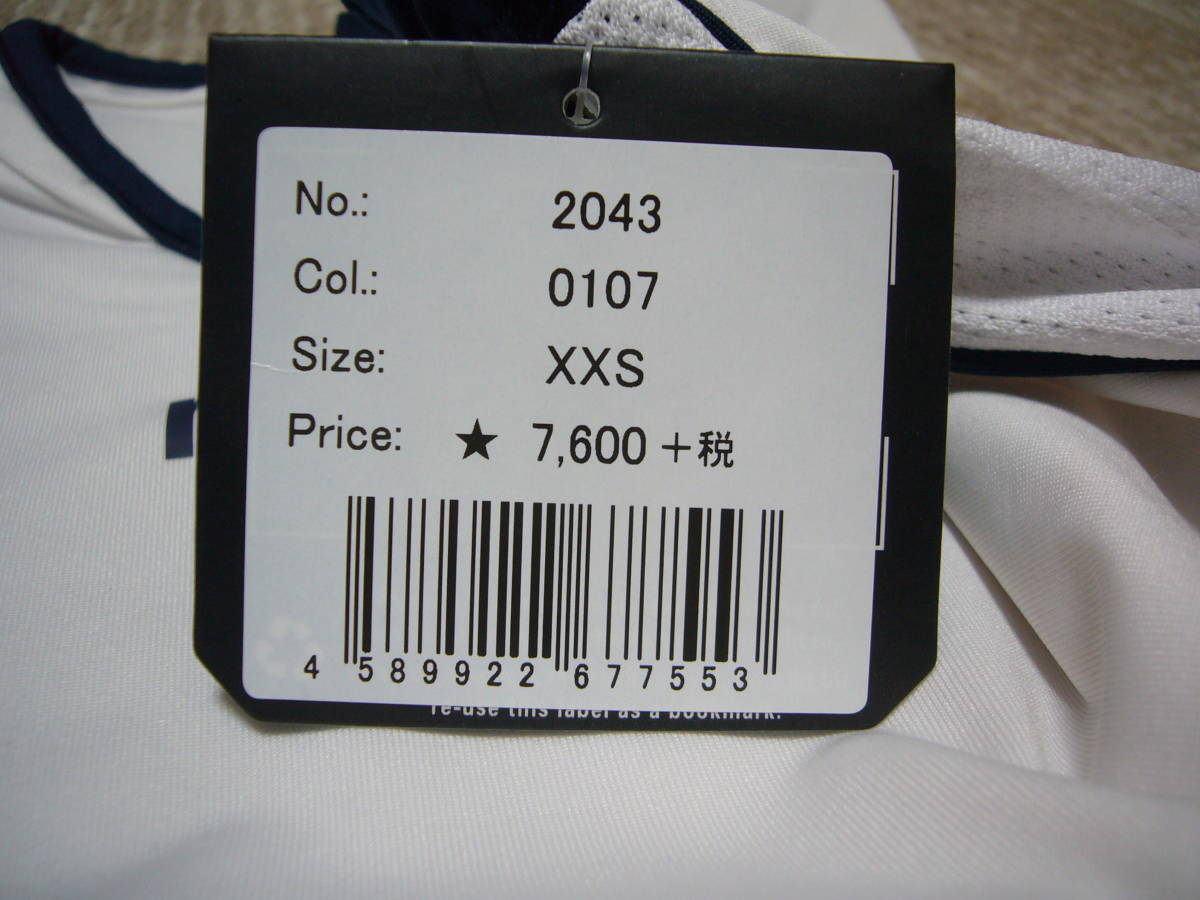 No.: 2043
Col.: 0107
Size: XXS
Price: ★ 7,600 +税
4 589922 677553
re-use this label as a bookmark.